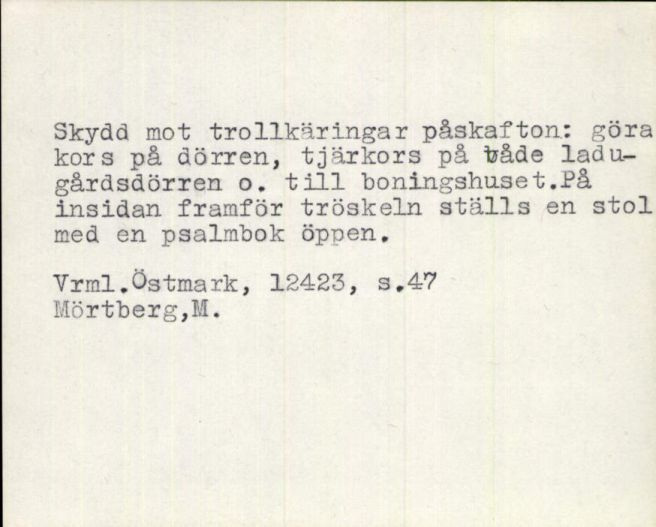 Skydd mot trollkäringar påskafton: göra
kors på dörren, tjärkors på både ladu-
gårdsdörren o. till boningshuset.På
insidan framför tröskeln ställs en stol
med en psalmbok öppen.
Vrml.Östmark, 12423, s.47
Mörtberg,M.